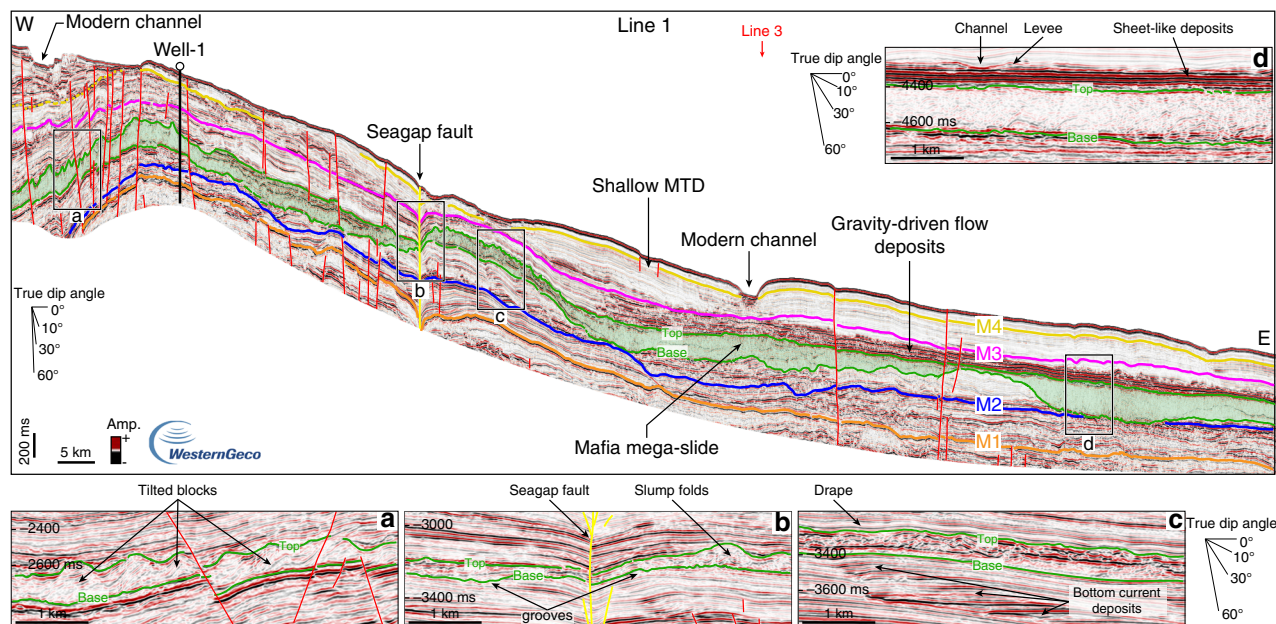 W
Modern channel
Well-1
Line 1
Line 3
True dip angle
0°
10°
30°
60°
Channel
Levee
Sheet-like deposits
d
–4400
Top
–4600 ms
Base
1 km
Seagap fault
Shallow MTD
Modern channel
Gravity-driven flow
deposits
a
b
c
True dip angle
0°
10°
30°
60°
Top
Base
M4
M3
M2
M1
E
d
Mafia mega-slide
200 ms
5 km
Amp.
+
-
WesternGeco
Tilted blocks
a
–2400
–2600 ms
Top
Base
1 km
Seagap fault
Slump folds
b
–3000
Top
Base
–3400 ms
grooves
1 km
Drape
c
Top
–3400
Base
–3600 ms
Bottom current
deposits
1 km
True dip angle
0°
10°
30°
60°